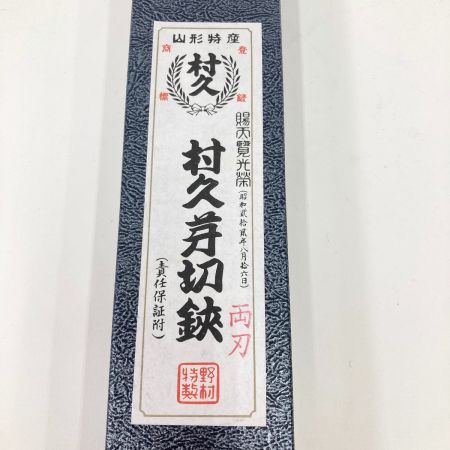 山形特産
登録
商標
村久
賜天覧光栄(昭和弐拾弐年八月拾六日)
村久芽切鋏
(責任保証附)
両刃
野村
特製